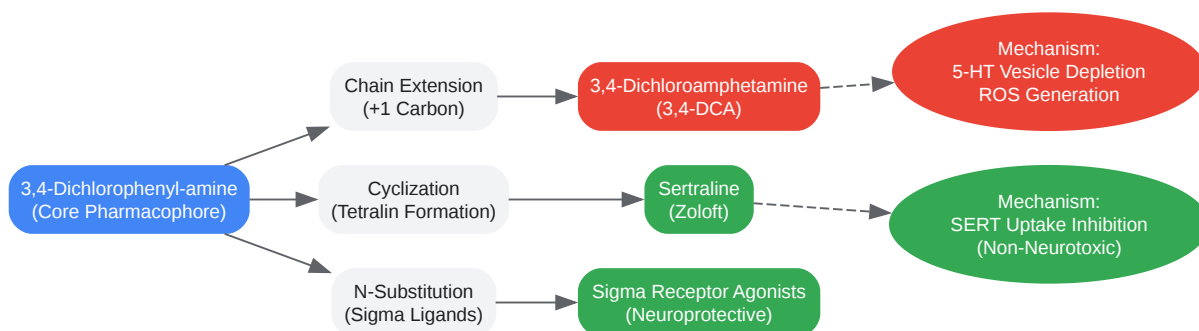 3,4-Dichlorophenyl-amine
(Core Pharmacophore)
Chain Extension
(+1 Carbon)
3,4-Dichloroamphetamine
(3,4-DCA)
Mechanism:
5-HT Vesicle Depletion
ROS Generation
Cyclization
(Tetralin Formation)
Sertraline
(Zoloft)
Mechanism:
SERT Uptake Inhibition
(Non-Neurotoxic)
N-Substitution
(Sigma Ligands)
Sigma Receptor Agonists
(Neuroprotective)